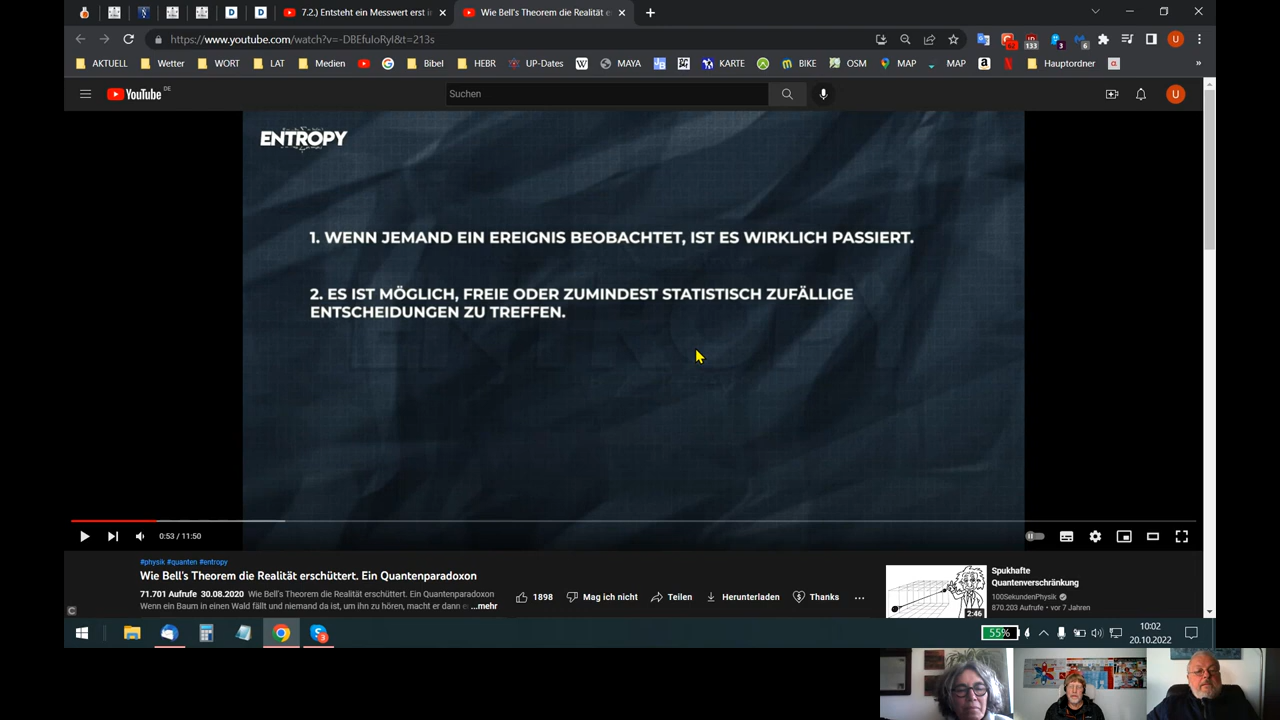 7.2.) Entsteht ein Messwert erst i
Wie Bell's Theorem die Realität e
https://www.youtube.com/watch?v=-DBEfuIoRyI&t=213s
62
133
3
6
U
AKTUELL
Wetter
WORT
LAT
Medien
Bibel
HEBR
UP-Dates
MAYA
KARTE
BIKE
OSM
MAP
MAP
Hauptordner
»
YouTube DE
Suchen
U
ENTROPY
1. WENN JEMAND EIN EREIGNIS BEOBACHTET, IST ES WIRKLICH PASSIERT.
2. ES IST MÖGLICH, FREIE ODER ZUMINDEST STATISTISCH ZUFÄLLIGE
ENTSCHEIDUNGEN ZU TREFFEN.
0:53 / 11:50
#physik #quanten #entropy
Wie Bell's Theorem die Realität erschüttert. Ein Quantenparadoxon
71.701 Aufrufe 30.08.2020 Wie Bell's Theorem die Realität erschüttert. Ein Quantenparadoxon
Wenn ein Baum in einen Wald fällt und niemand da ist, um ihn zu hören, macht er dann e ...mehr
1898
Mag ich nicht
Teilen
Herunterladen
Thanks
2:46
Spukhafte
Quantenverschränkung
100SekundenPhysik
870.203 Aufrufe • vor 7 Jahren
55%
10:02
20.10.2022